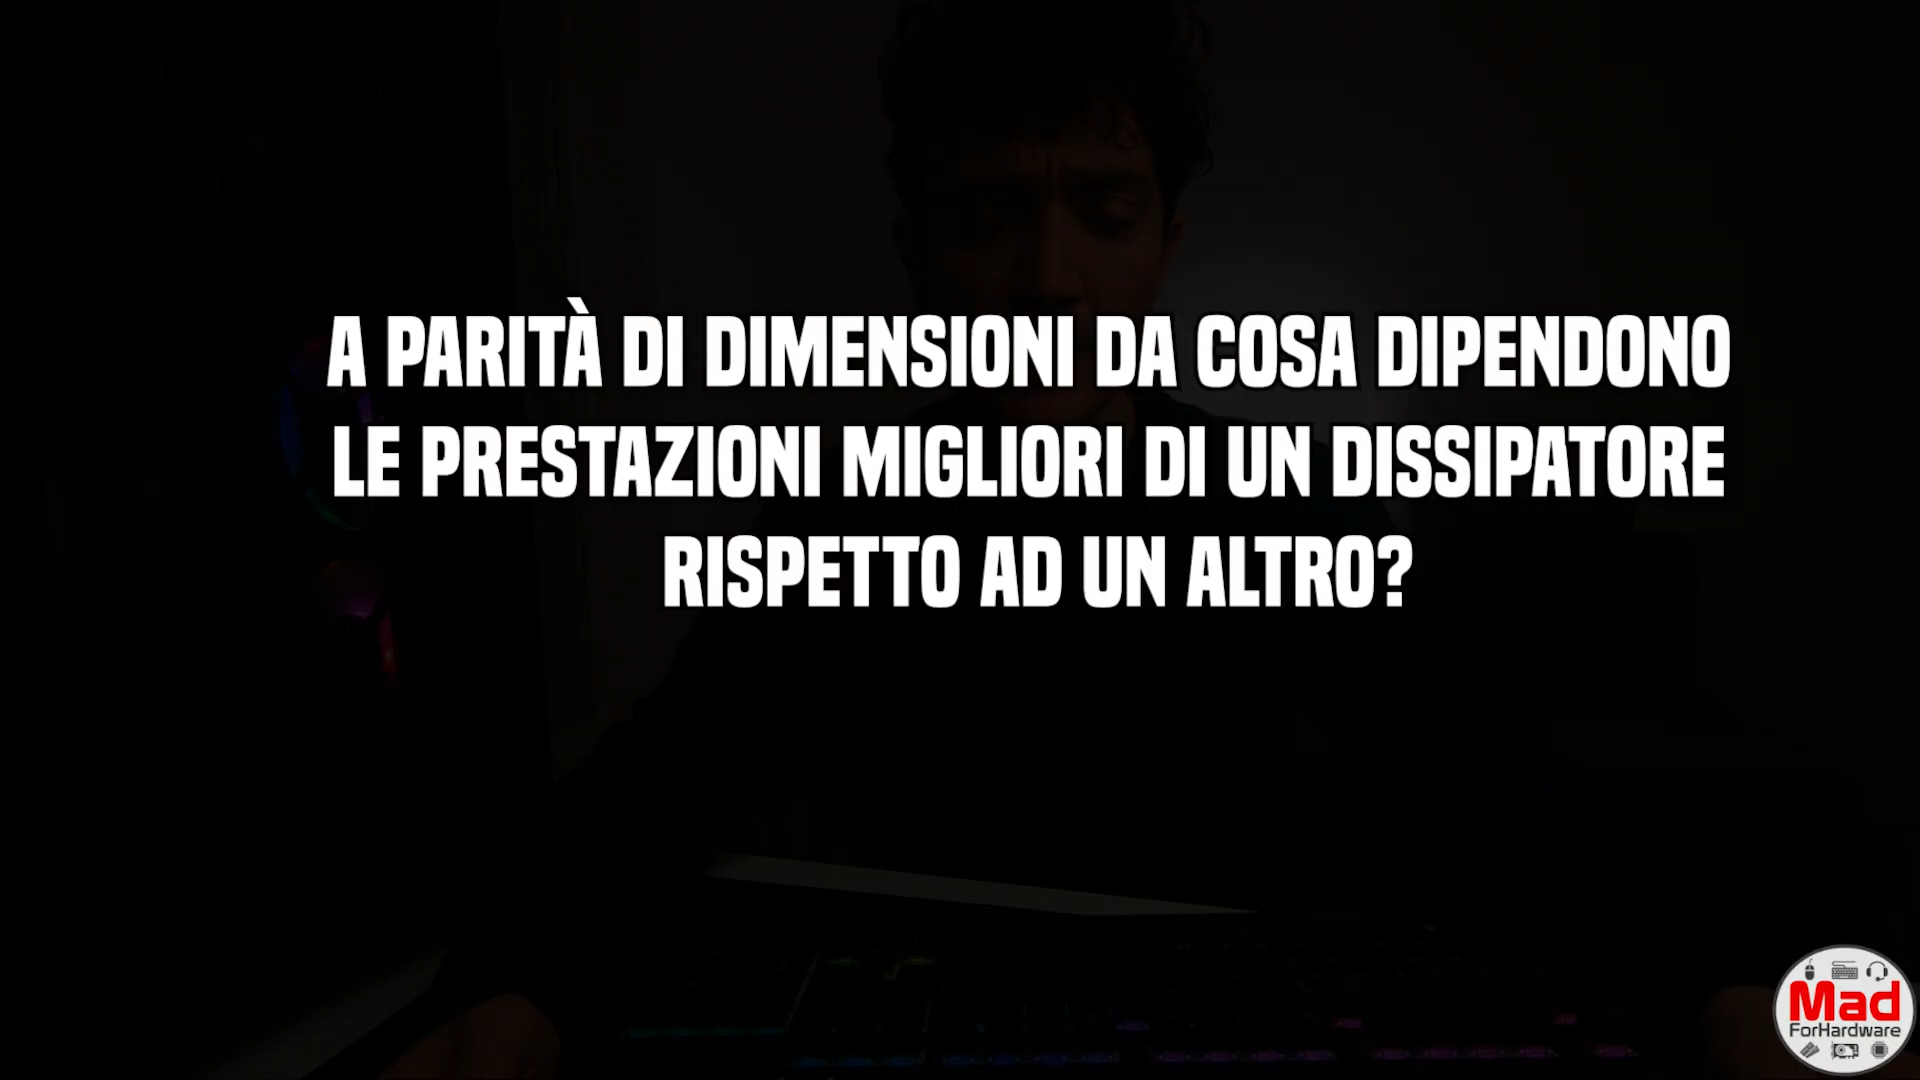 A PARITÀ DI DIMENSIONI DA COSA DIPENDONO
LE PRESTAZIONI MIGLIORI DI UN DISSIPATORE
RISPETTO AD UN ALTRO?
Mad
ForHardware